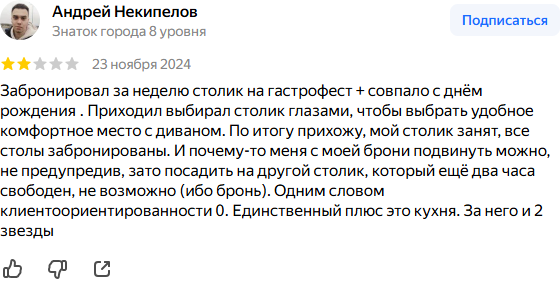 Андрей Некипелов
Знаток города 8 уровня
Подписаться
23 ноября 2024
Забронировал за неделю столик на гастрофест + совпало с днём
рождения . Приходил выбирал столик глазами, чтобы выбрать удобное
комфортное место с диваном. По итогу прихожу, мой столик занят, все
столы забронированы. И почему-то меня с моей брони подвинуть можно,
не предупредив, зато посадить на другой столик, который ещё два часа
свободен, не возможно (ибо бронь). Одним словом
клиентоориентированности 0. Единственный плюс это кухня. За него и 2
звезды